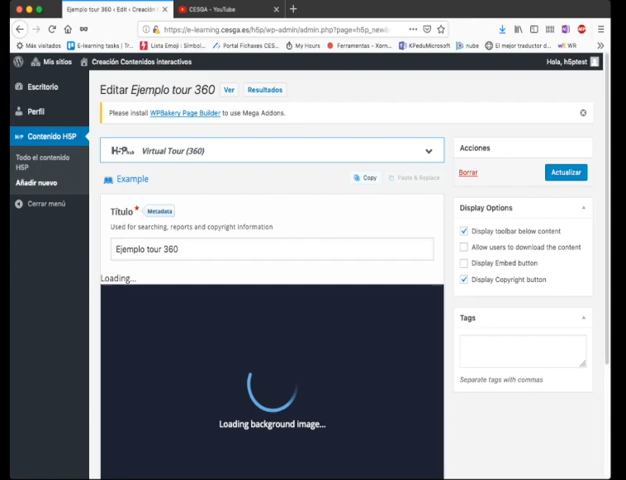 Ejemplo tour 360 ‹ Edit • Creación
CESGA - YouTube
https://e-learning.cesga.es/h5p/wp-admin/admin.php?page=h5p_new&
Más visitados
E-learning tasks | Tr...
Lista Emoji : Símbol...
Portal Fichaxes CES...
My Hours
Ferramentas - Xom...
KPeduMicrosoft
nube
El mejor traductor d...
WR
Mis sitios
Creación Contenidos interactivos
Hola, h5ptest
Escritorio
Perfil
Contenido H5P
Todo el contenido
H5P
Añadir nuevo
Cerrar menú
Editar Ejemplo tour 360
Ver
Resultados
Please install WPBakery Page Builder to use Mega Addons.
H5P hub
Virtual Tour (360)
Example
Copy
Paste & Replace
Título *
Metadata
Used for searching, reports and copyright information
Ejemplo tour 360
Loading...
Loading background image...
Acciones
Borrar
Actualizar
Display Options
Display toolbar below content
Allow users to download the content
Display Embed button
Display Copyright button
Tags
Separate tags with commas